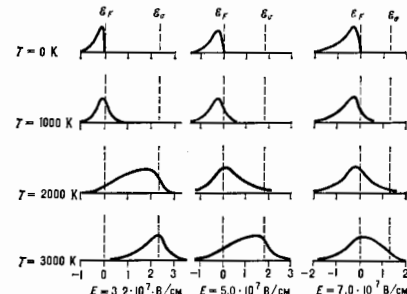 ε_F ε_σ ε_F ε_σ ε_F ε_σ
T = 0 K
T = 1000 K
T = 2000 K
T = 3000 K
-1 0 1 2 3 -1 0 1 2 3 -2 -1 0 1 2
E = 3,2·10⁷ В/см E = 5,0·10⁷ В/см E = 7,0·10⁷ В/см